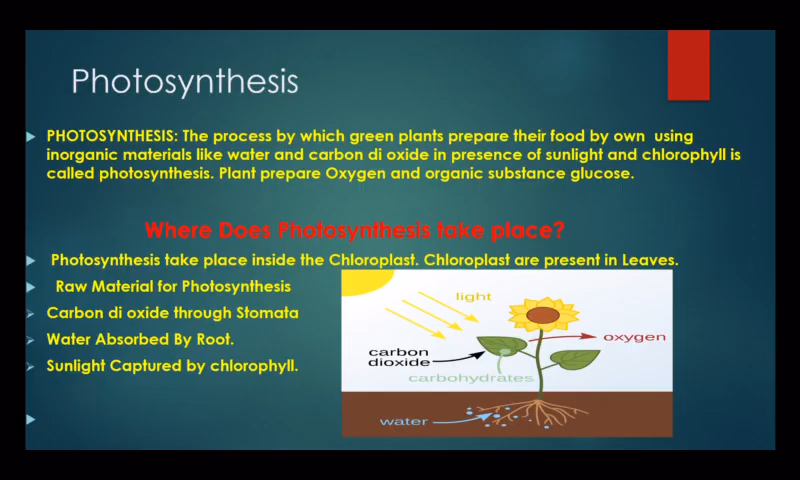 Photosynthesis
PHOTOSYNTHESIS: The process by which green plants prepare their food by own using
inorganic materials like water and carbon di oxide in presence of sunlight and chlorophyll is
called photosynthesis. Plant prepare Oxygen and organic substance glucose.
Where Does Photosynthesis take place?
Photosynthesis take place inside the Chloroplast. Chloroplast are present in Leaves.
Raw Material for Photosynthesis
Carbon di oxide through Stomata
Water Absorbed By Root.
Sunlight Captured by chlorophyll.
light
oxygen
carbon
dioxide
carbohydrates
water